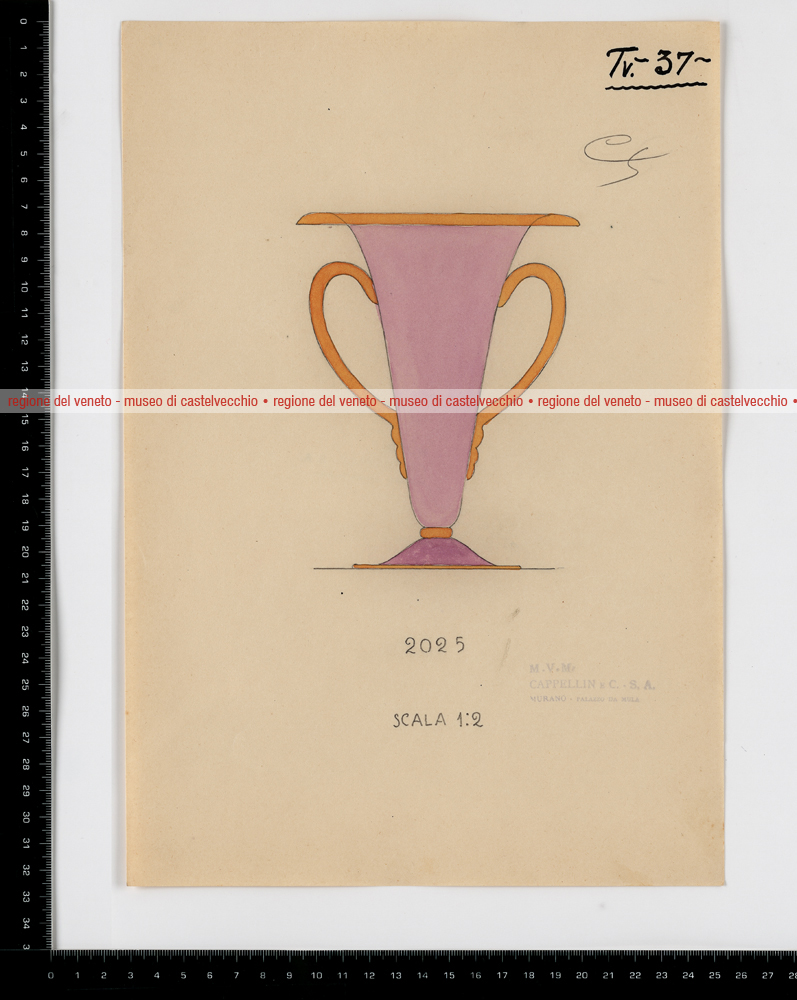 Tv.-37-
regione del veneto - museo di castelvecchio • regione del veneto - museo di castelvecchio • regione del veneto - museo di castelvecchio •
2025
M.V.M.
CAPPELLIN & C. - S. A.
MURANO - PALAZZO DA MULA
SCALA 1:2
0 1 2 3 4 5 6 7 8 9 10 11 12 13 14 15 16 17 18 19 20 21 22 23 24 25 26 27 28 29 30 31 32 33 34 3
0 1 2 3 4 5 6 7 8 9 10 11 12 13 14 15 16 17 18 19 20 21 22 23 24 25 26 27 28